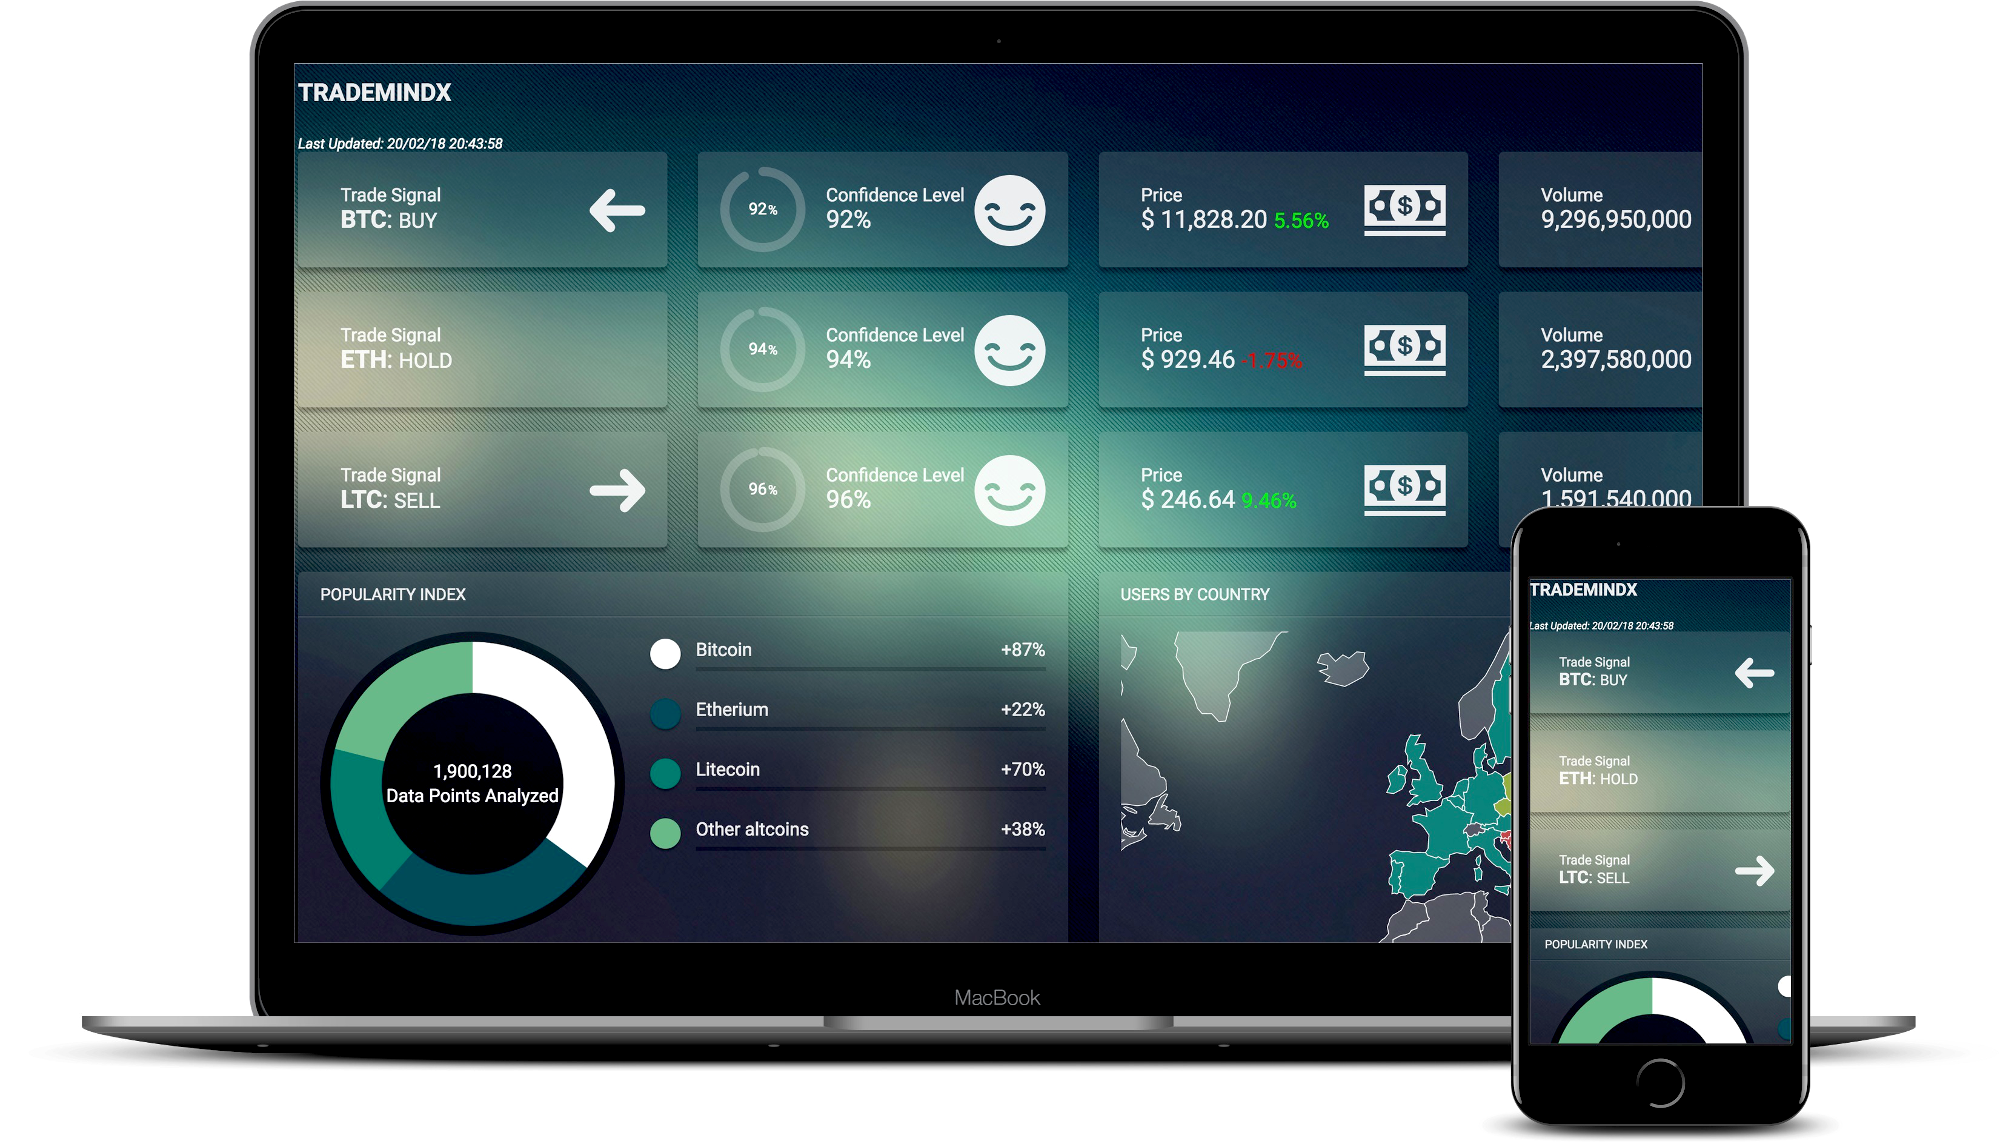 TRADEMINDX
Last Updated: 20/02/18 20:43:58
Trade Signal
BTC: BUY
92%
Confidence Level
92%
Price
$ 11,828.20 5.56%
Volume
9,296,950,000
Trade Signal
ETH: HOLD
94%
Confidence Level
94%
Price
$ 929.46 -1.75%
Volume
2,397,580,000
Trade Signal
LTC: SELL
96%
Confidence Level
96%
Price
$ 246.64 9.46%
Volume
1,591,540,000
POPULARITY INDEX
1,900,128
Data Points Analyzed
Bitcoin +87%
Etherium +22%
Litecoin +70%
Other altcoins +38%
USERS BY COUNTRY
MacBook
TRADEMINDX
Last Updated: 20/02/18 20:43:58
Trade Signal
BTC: BUY
Trade Signal
ETH: HOLD
Trade Signal
LTC: SELL
POPULARITY INDEX